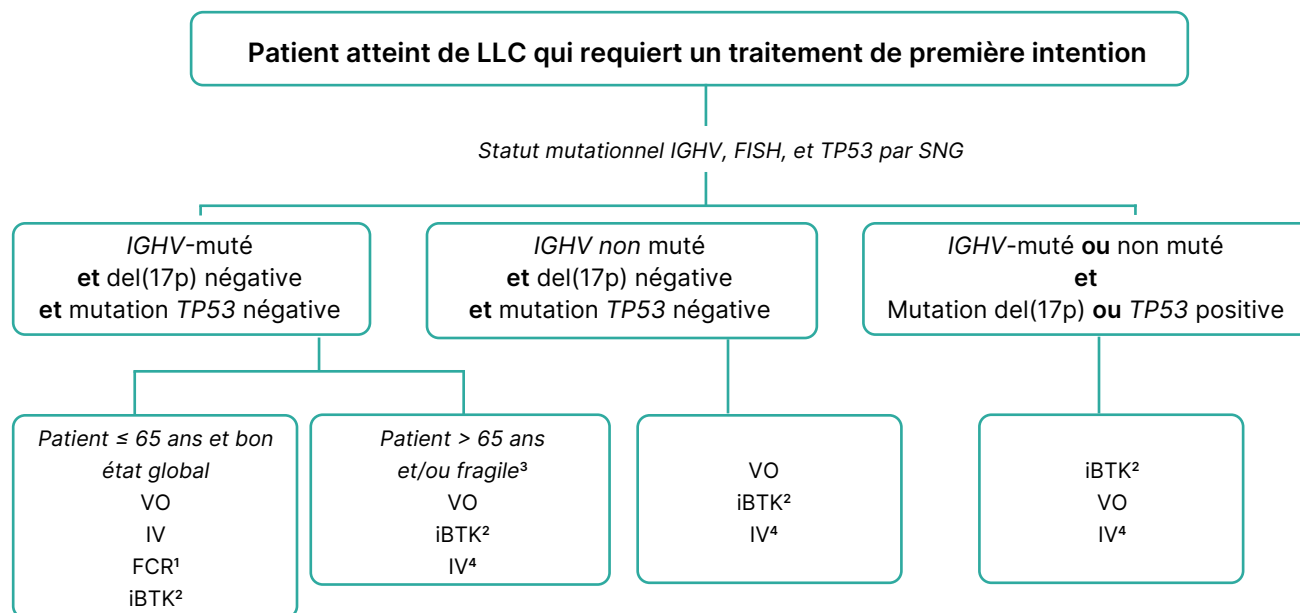 Patient atteint de LLC qui requiert un traitement de première intention
Statut mutationnel IGHV, FISH, et TP53 par SNG
IGHV-muté
et del(17p) négative
et mutation TP53 négative
IGHV non muté
et del(17p) négative
et mutation TP53 négative
IGHV-muté ou non muté
et
Mutation del(17p) ou TP53 positive
Patient ≤ 65 ans et bon
état global
VO
IV
FCR¹
iBTK²
Patient > 65 ans
et/ou fragile³
VO
iBTK²
IV⁴
VO
iBTK²
IV⁴
iBTK²
VO
IV⁴